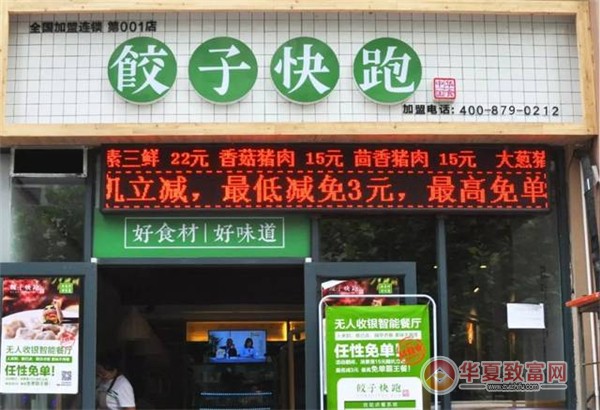 全国加盟连锁 第001店
餃子快跑
加盟电话: 400-879-0212
素三鲜 22元 香菇猪肉 15元 茴香猪肉 15元 大葱猪
机立减，最低减免3元，最高免单
好食材|好味道
餃子快跑
无人收银智能餐厅
任性免单!
无人收银智能餐厅
任性免单!
餃子快跑
华夏致富网